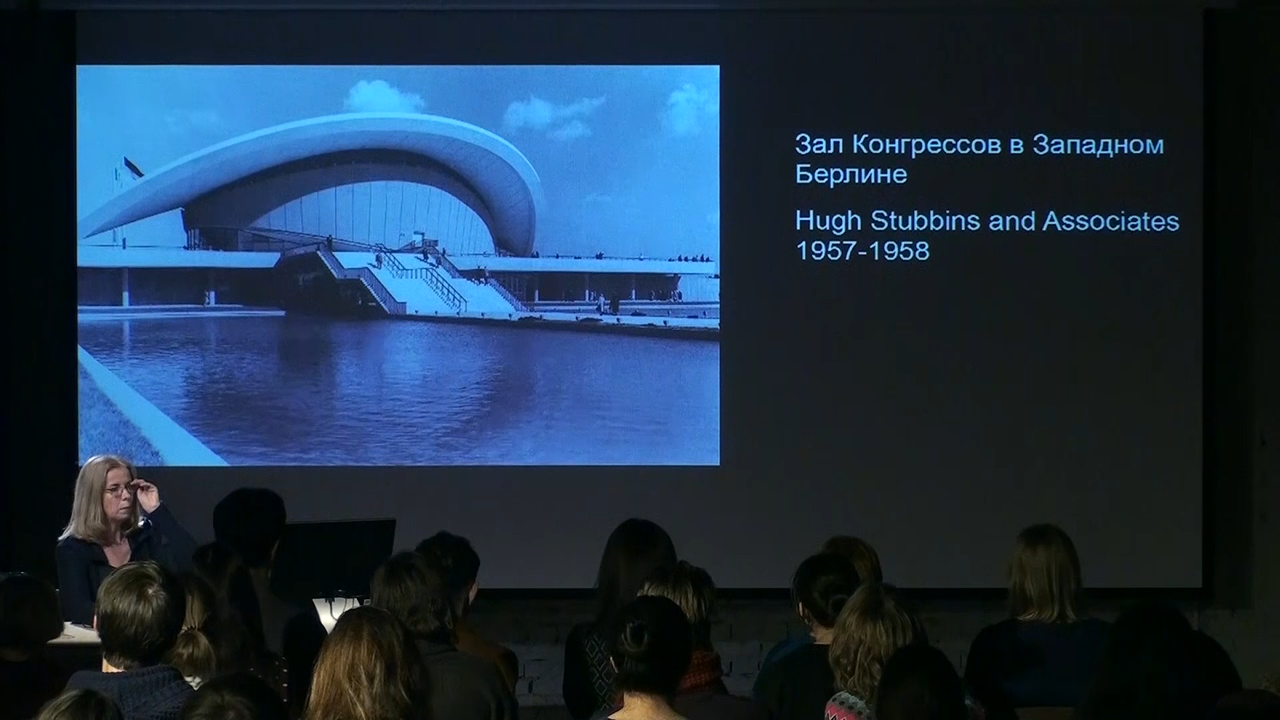 Зал Конгрессов в Западном
Берлине
Hugh Stubbins and Associates
1957-1958